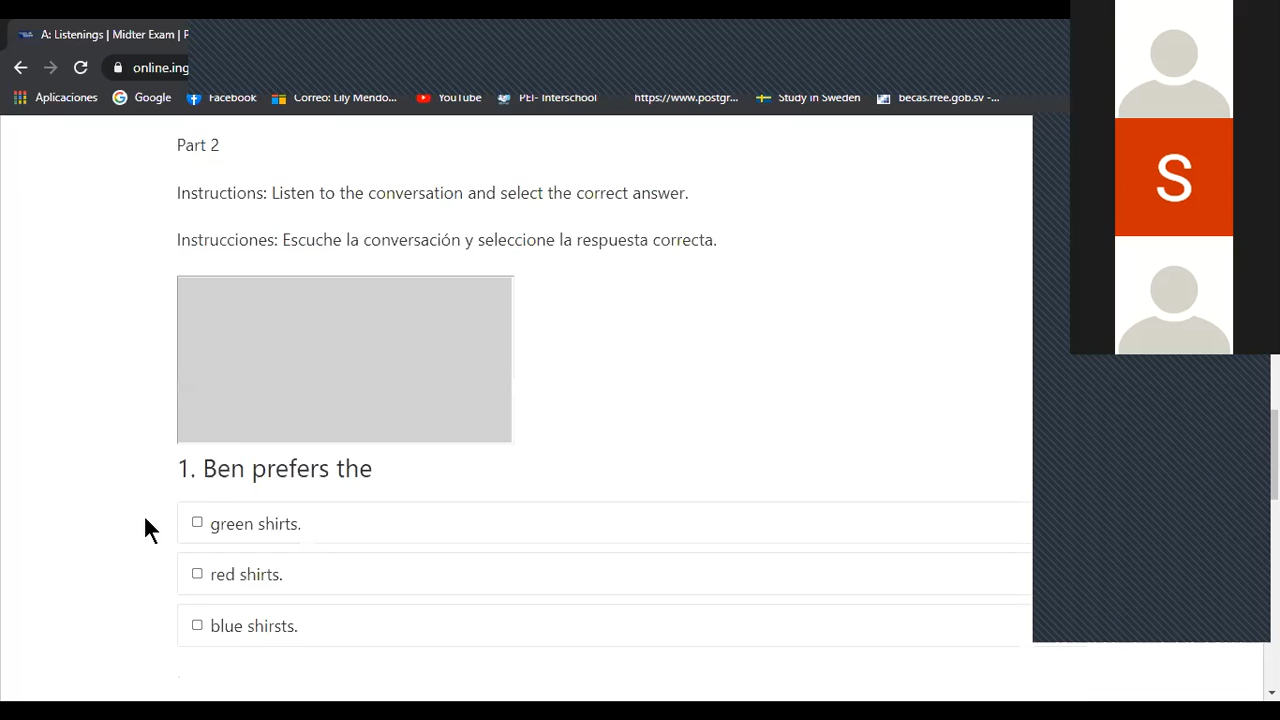 A: Listenings | Midter Exam | P
online.ing
Aplicaciones Google Facebook Correo: Lily Mendo... YouTube PEI- Interschool https://www.postgr... Study in Sweden becas.rree.gob.sv -...
Part 2
Instructions: Listen to the conversation and select the correct answer.
Instrucciones: Escuche la conversación y seleccione la respuesta correcta.
1. Ben prefers the
green shirts.
red shirts.
blue shirsts.
S